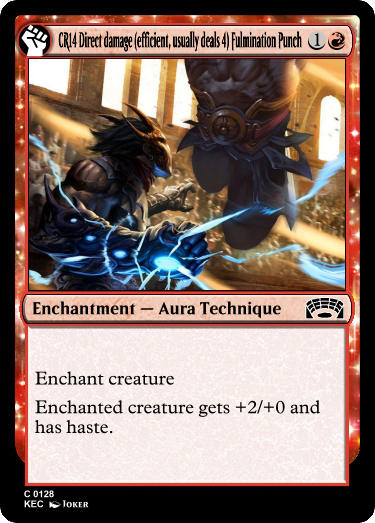 CR14 Direct damage (efficient, usually deals 4) Fulmination Punch 1
Enchantment — Aura Technique
Enchant creature
Enchanted creature gets +2/+0 and
has haste.
C 0128
KEC JOKER